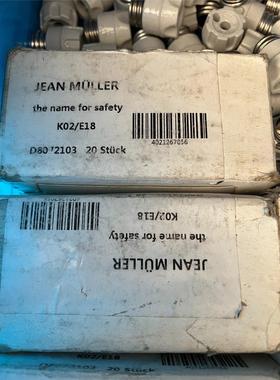 JEAN MÜLLER
the name for safety
K02/E18
4021267056
20 Stück
JEAN MÜLLER
the name for safety
K02/E18
K02/E18
20 Stück